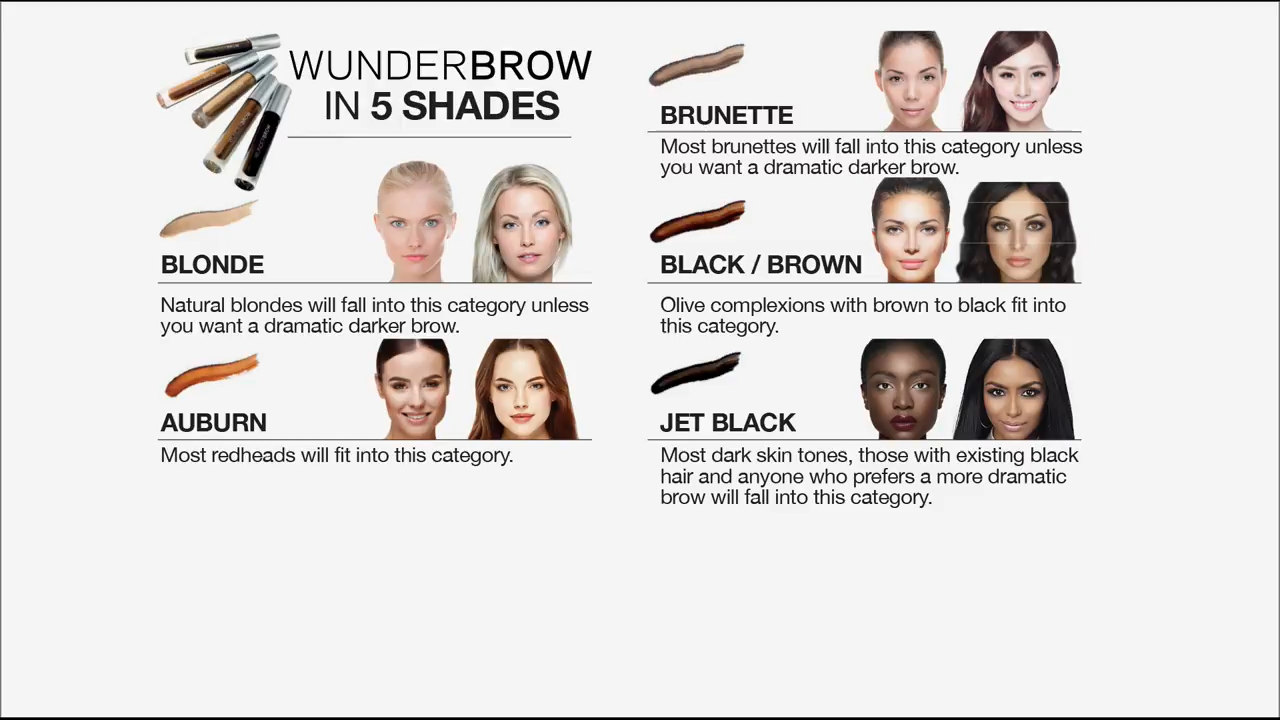 WUNDERBROW
IN 5 SHADES
BLONDE
Natural blondes will fall into this category unless
you want a dramatic darker brow.
AUBURN
Most redheads will fit into this category.
BRUNETTE
Most brunettes will fall into this category unless
you want a dramatic darker brow.
BLACK / BROWN
Olive complexions with brown to black fit into
this category.
JET BLACK
Most dark skin tones, those with existing black
hair and anyone who prefers a more dramatic
brow will fall into this category.